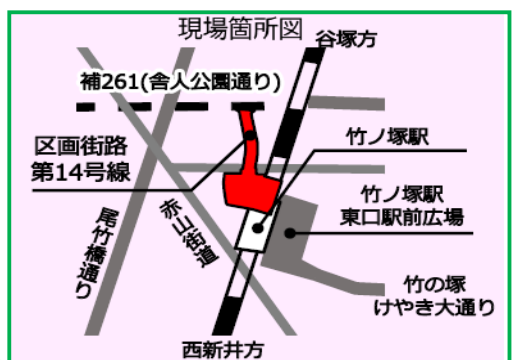 現場箇所図
谷塚方
補261(舎人公園通り)
区画街路
第14号線
竹ノ塚駅
竹ノ塚駅
東口駅前広場
尾竹橋通り
赤山街道
竹の塚
けやき大通り
西新井方